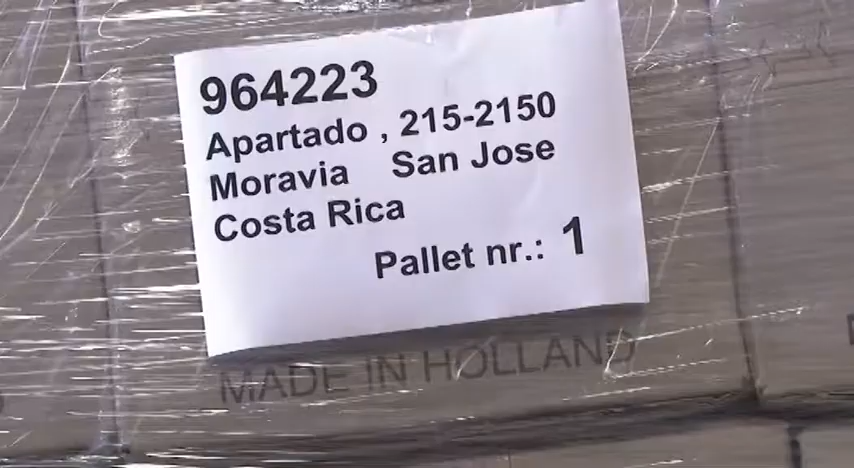 964223
Apartado , 215-2150
Moravia San Jose
Costa Rica
Pallet nr.: 1
MADE IN HOLLAND